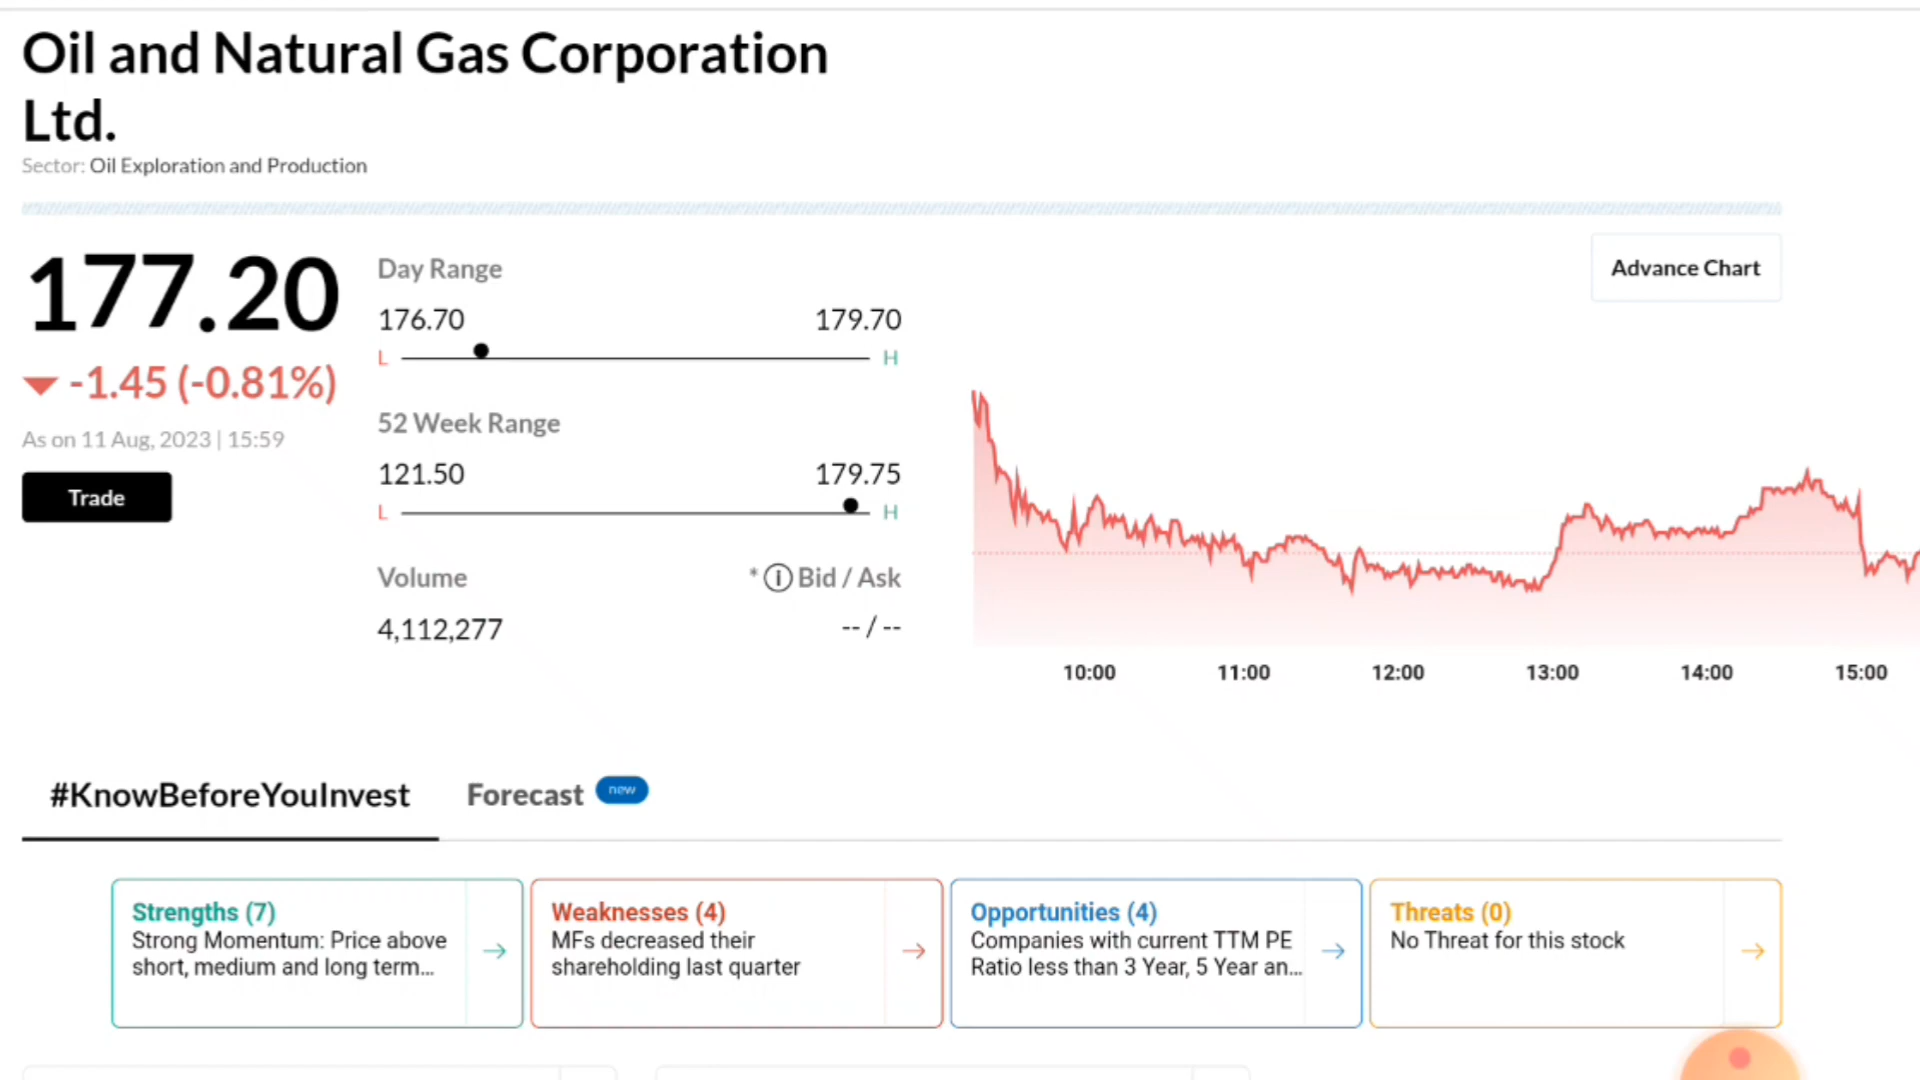 Oil and Natural Gas Corporation
Ltd.
Sector: Oil Exploration and Production
177.20
-1.45 (-0.81%)
As on 11 Aug, 2023 | 15:59
Trade
Day Range
176.70 179.70
L H
52 Week Range
121.50 179.75
L H
Volume * i Bid / Ask
4,112,277 -- / --
Advance Chart
10:00 11:00 12:00 13:00 14:00 15:00
#KnowBeforeYouInvest Forecast new
Strengths (7)
Strong Momentum: Price above
short, medium and long term...
Weaknesses (4)
MFs decreased their
shareholding last quarter
Opportunities (4)
Companies with current TTM PE
Ratio less than 3 Year, 5 Year an...
Threats (0)
No Threat for this stock